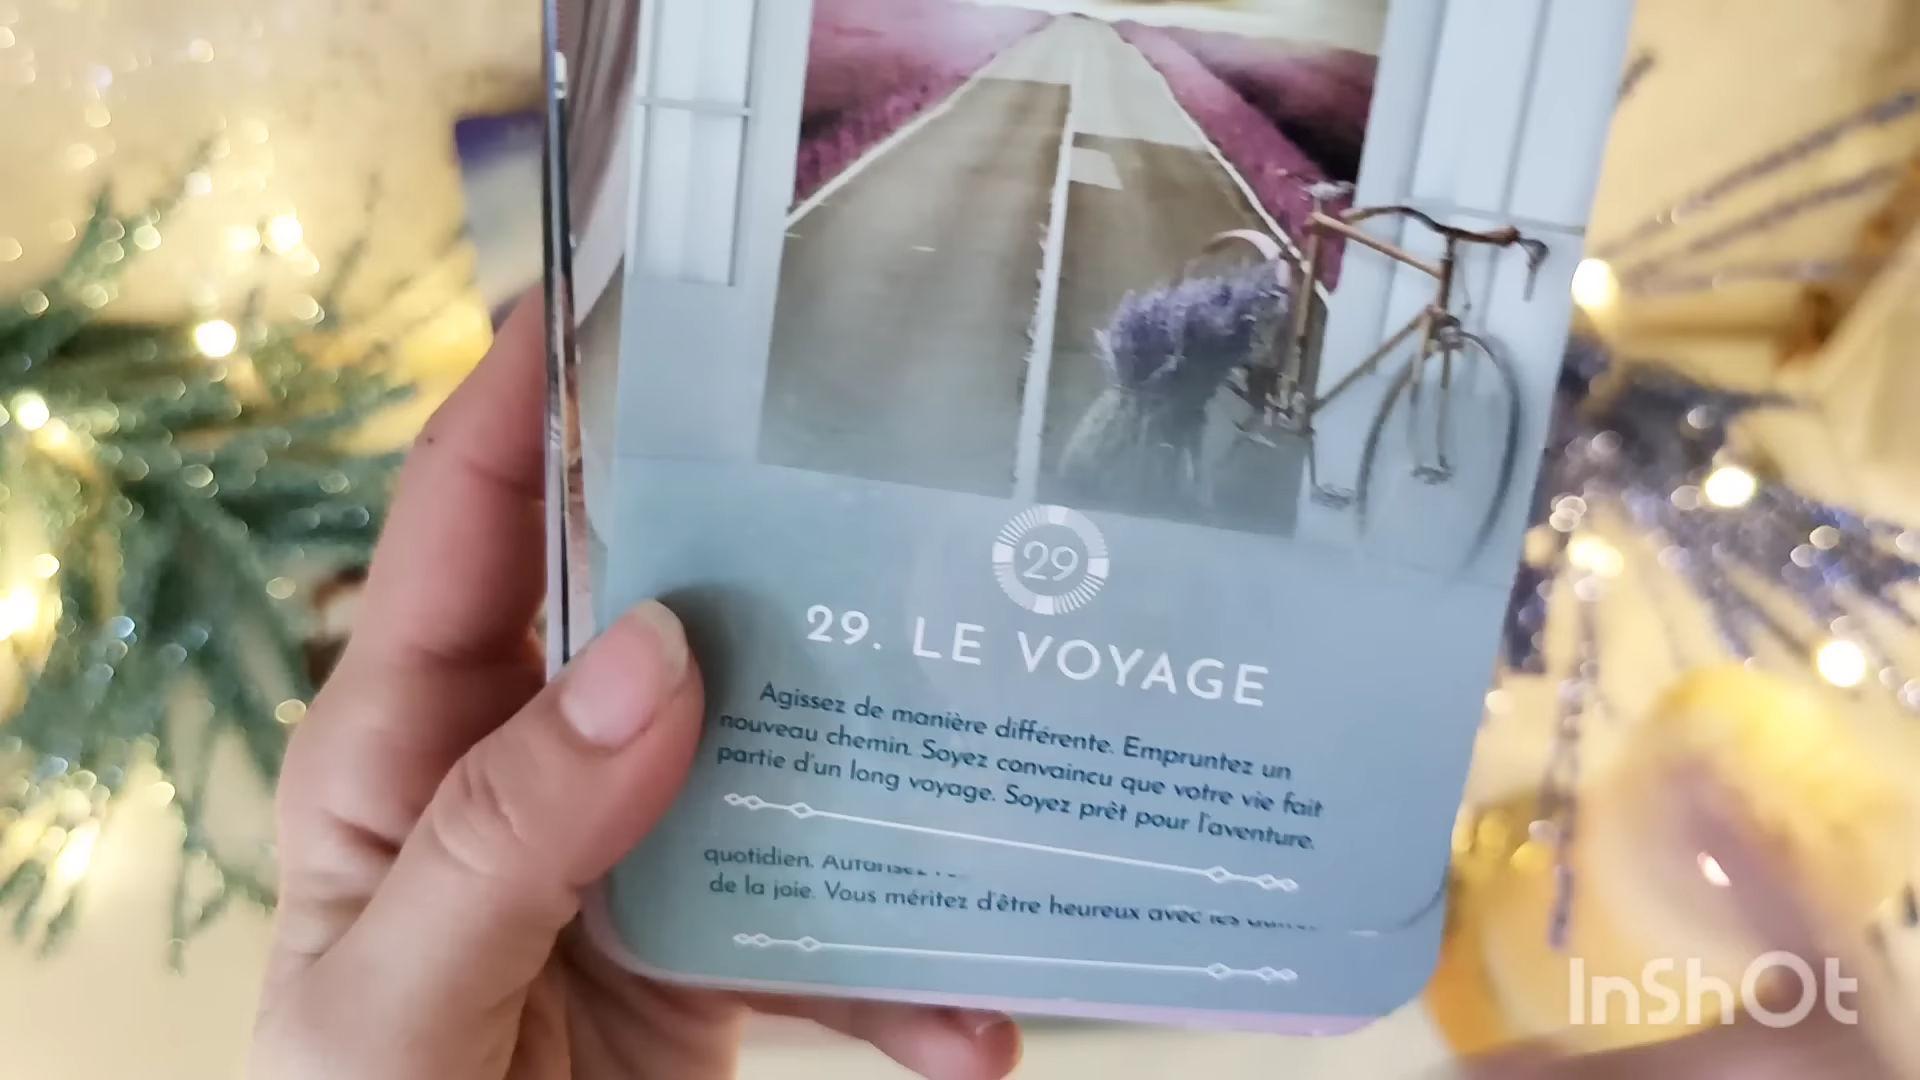 29
29. LE VOYAGE
Agissez de manière différente. Empruntez un
nouveau chemin. Soyez convaincu que votre vie fait
partie d'un long voyage. Soyez prêt pour l'aventure.
quotidien.
de la joie. Vous méritez d'être heureux avec
InShOt